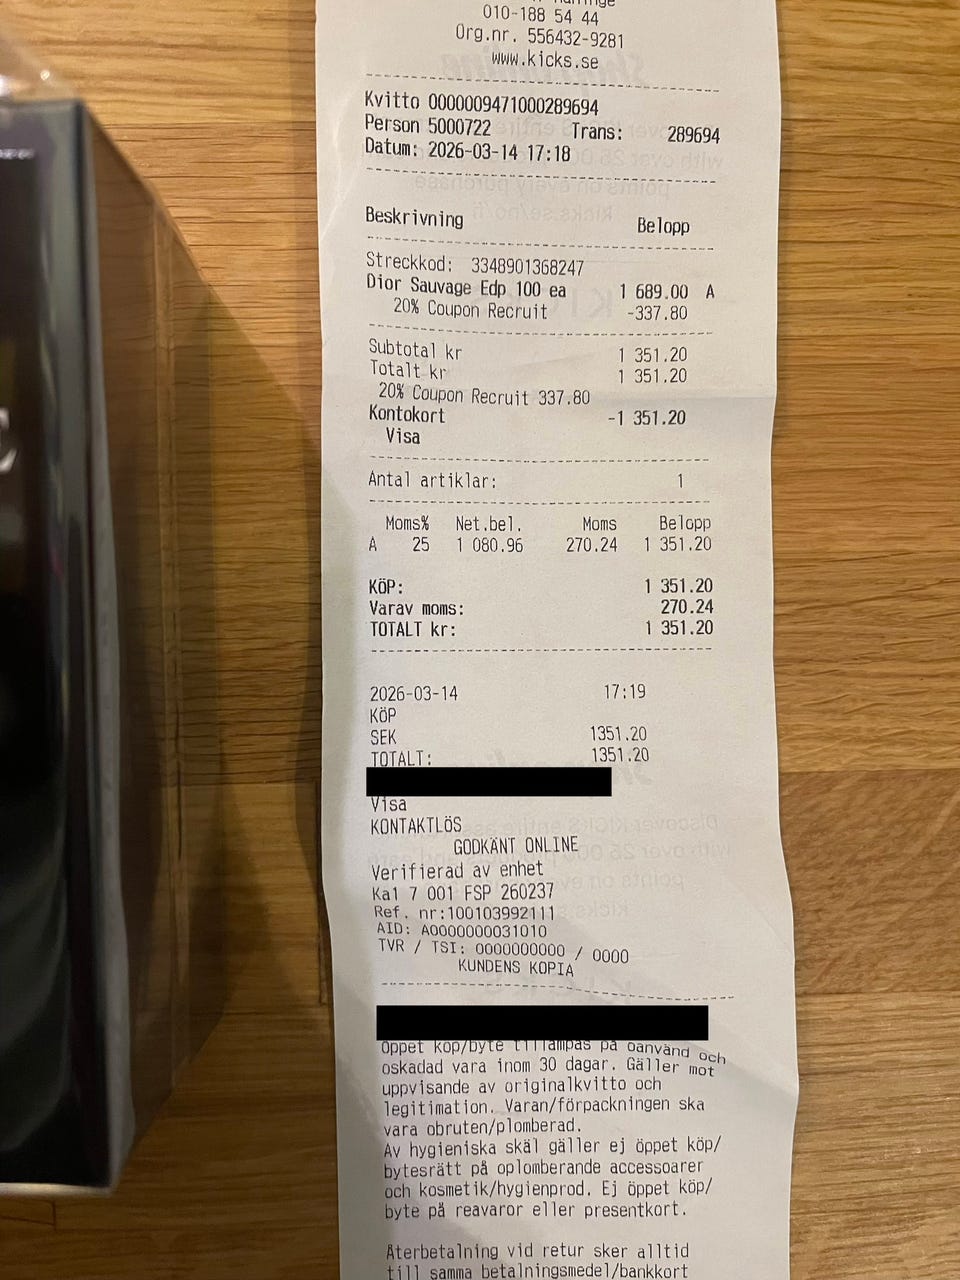 010-188 54 44
Org.nr. 556432-9281
www.kicks.se
Kvitto 0000009471000289694
Person 5000722 Trans: 289694
Datum: 2026-03-14 17:18
Beskrivning Belopp
Streckkod: 3348901368247
Dior Sauvage Edp 100 ea 1 689.00 A
20% Coupon Recruit -337.80
Subtotal kr 1 351.20
Totalt kr 1 351.20
20% Coupon Recruit 337.80
Kontokort -1 351.20
Visa
Antal artiklar: 1
Moms% Net.bel. Moms Belopp
A 25 1 080.96 270.24 1 351.20
KÖP: 1 351.20
Varav moms: 270.24
TOTALT kr: 1 351.20
2026-03-14 17:19
KÖP
SEK 1351.20
TOTALT: 1351.20
Visa
KONTAKTLÖS
GODKÄNT ONLINE
Verifierad av enhet
Ka1 7 001 FSP 260237
Ref. nr:100103992111
AID: A0000000031010
TVR / TSI: 0000000000 / 0000
KUNDENS KOPIA
Öppet köp/byte tillämpas på oanvänd och
oskadad vara inom 30 dagar. Gäller mot
uppvisande av originalkvitto och
legitimation. Varan/förpackningen ska
vara obruten/plomberad.
Av hygieniska skäl gäller ej öppet köp/
bytesrätt på oplomberande accessoarer
och kosmetik/hygienprod. Ej öppet köp/
byte på reavaror eller presentkort.
Återbetalning vid retur sker alltid
till samma betalningsmedel/bankkort